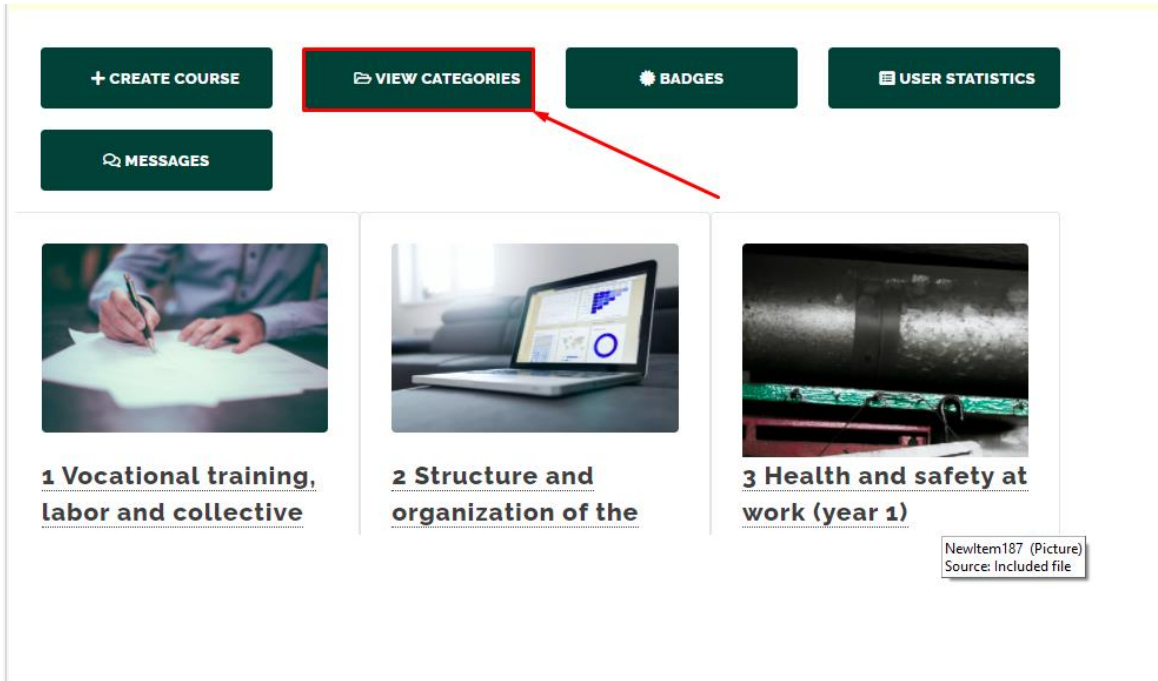 CREATE COURSE
VIEW CATEGORIES
BADGES
USER STATISTICS
MESSAGES
1 Vocational training,
labor and collective
2 Structure and
organization of the
3 Health and safety at
work (year 1)
NewItem187 (Picture)
Source: Included file